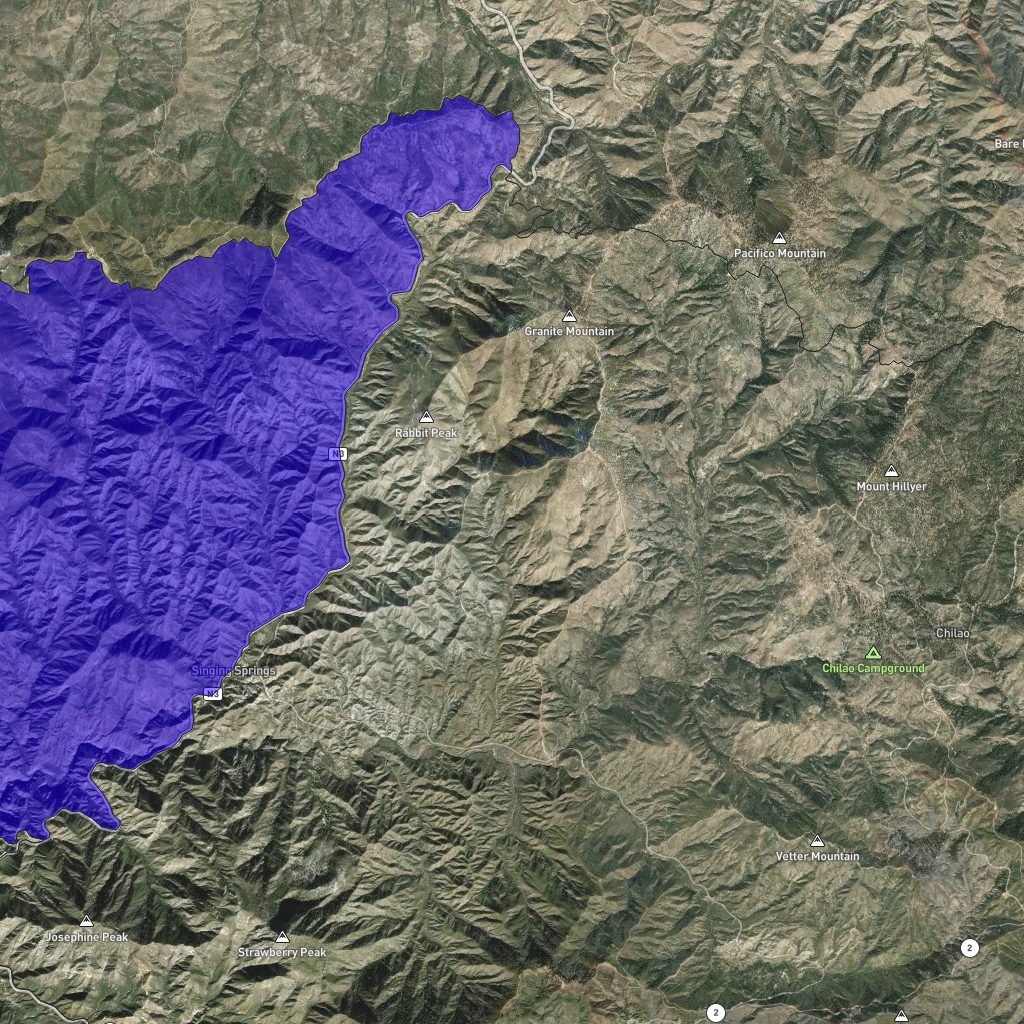 Bare
Pacifico Mountain
Granite Mountain
Rabbit Peak
N3
Mount Hillyer
Chilao
Chilao Campground
Singing Springs
N3
Vetter Mountain
Josephine Peak
Strawberry Peak
2
2